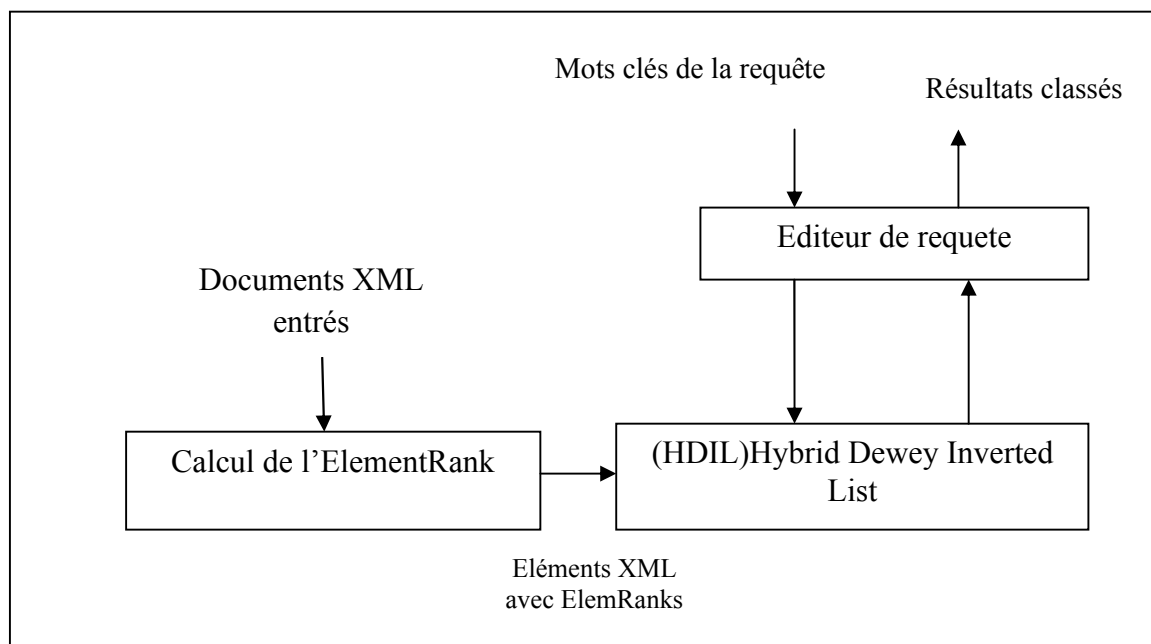 Mots clés de la requête
Résultats classés
Editeur de requete
Documents XML
entrés
Calcul de l’ElementRank
(HDIL)Hybrid Dewey Inverted
List
Eléments XML
avec ElemRanks